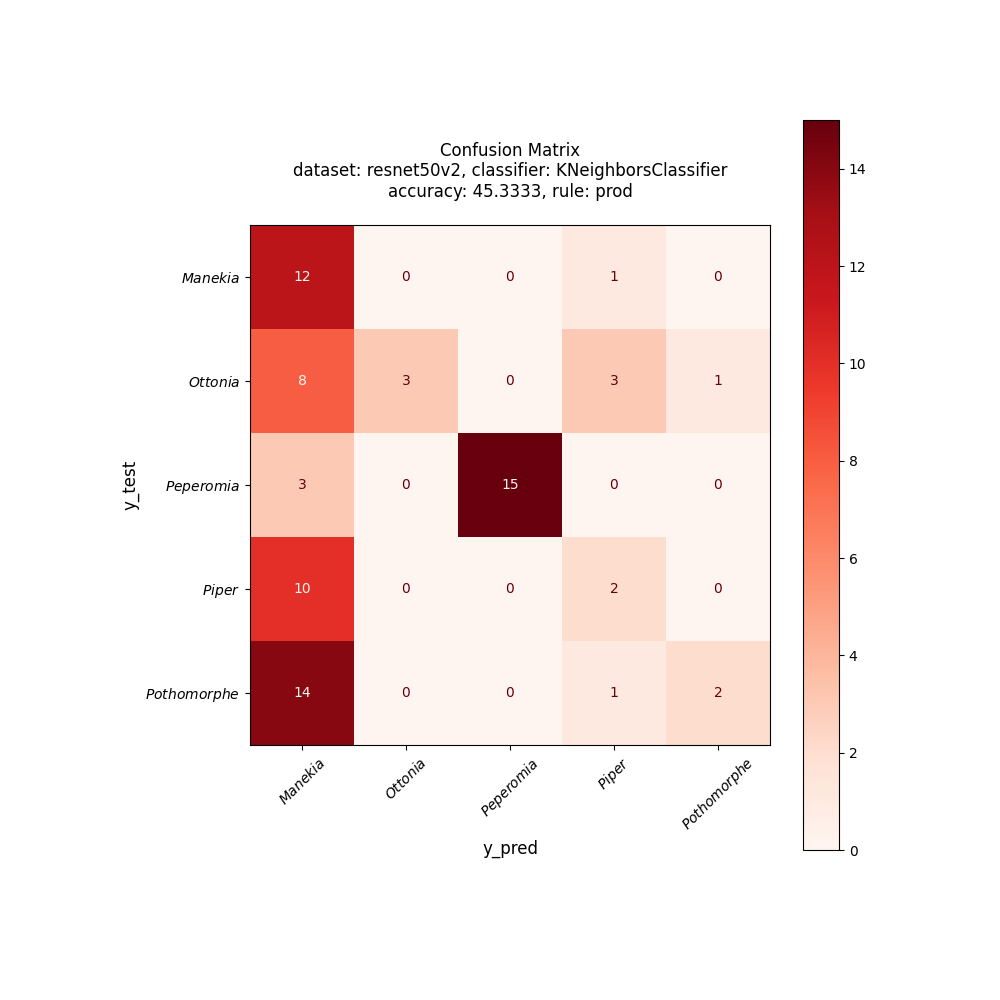 Confusion Matrix
dataset: resnet50v2, classifier: KNeighborsClassifier
accuracy: 45.3333, rule: prod
y_test
Manekia 12 0 0 1 0
Ottonia 8 3 0 3 1
Peperomia 3 0 15 0 0
Piper 10 0 0 2 0
Pothomorphe 14 0 0 1 2
Manekia Ottonia Peperomia Piper Pothomorphe
y_pred
14
12
10
8
6
4
2
0